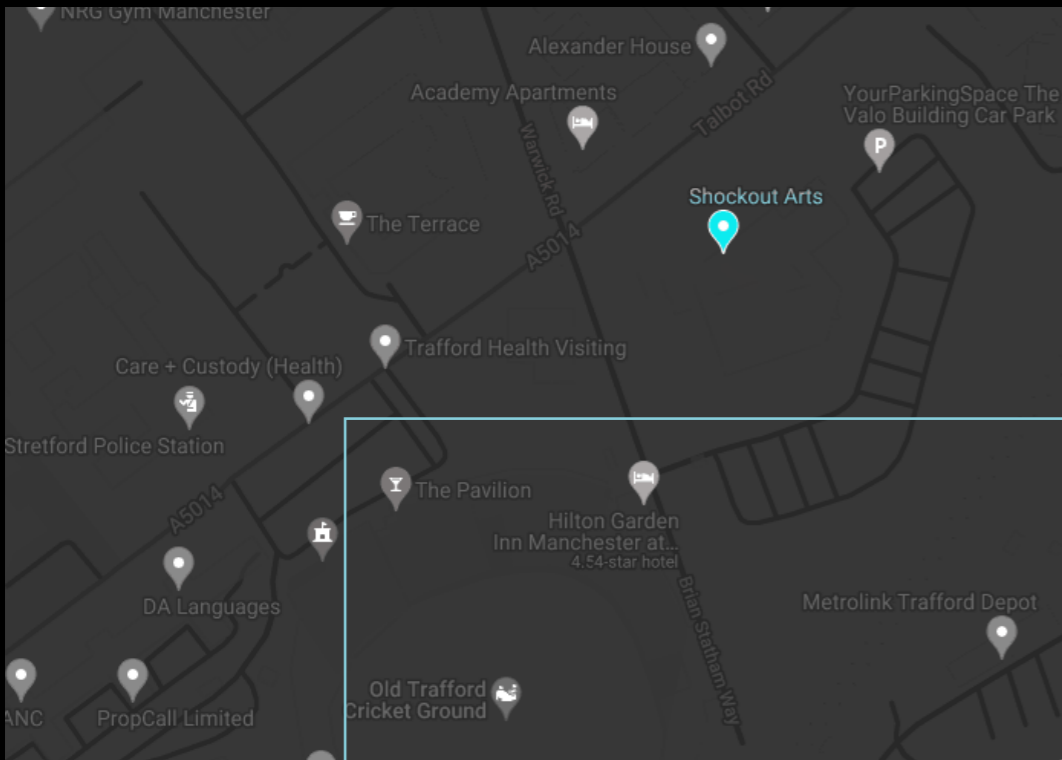 NRG Gym Manchester
Alexander House
Academy Apartments
Talbot Rd
YourParkingSpace The
Valo Building Car Park
P
Warwick Rd
Shockout Arts
The Terrace
A5014
Trafford Health Visiting
Care + Custody (Health)
Stretford Police Station
The Pavilion
A5014
Hilton Garden
Inn Manchester at...
4.54-star hotel
DA Languages
Brian Statham Way
Metrolink Trafford Depot
Old Trafford
Cricket Ground
ANC
PropCall Limited